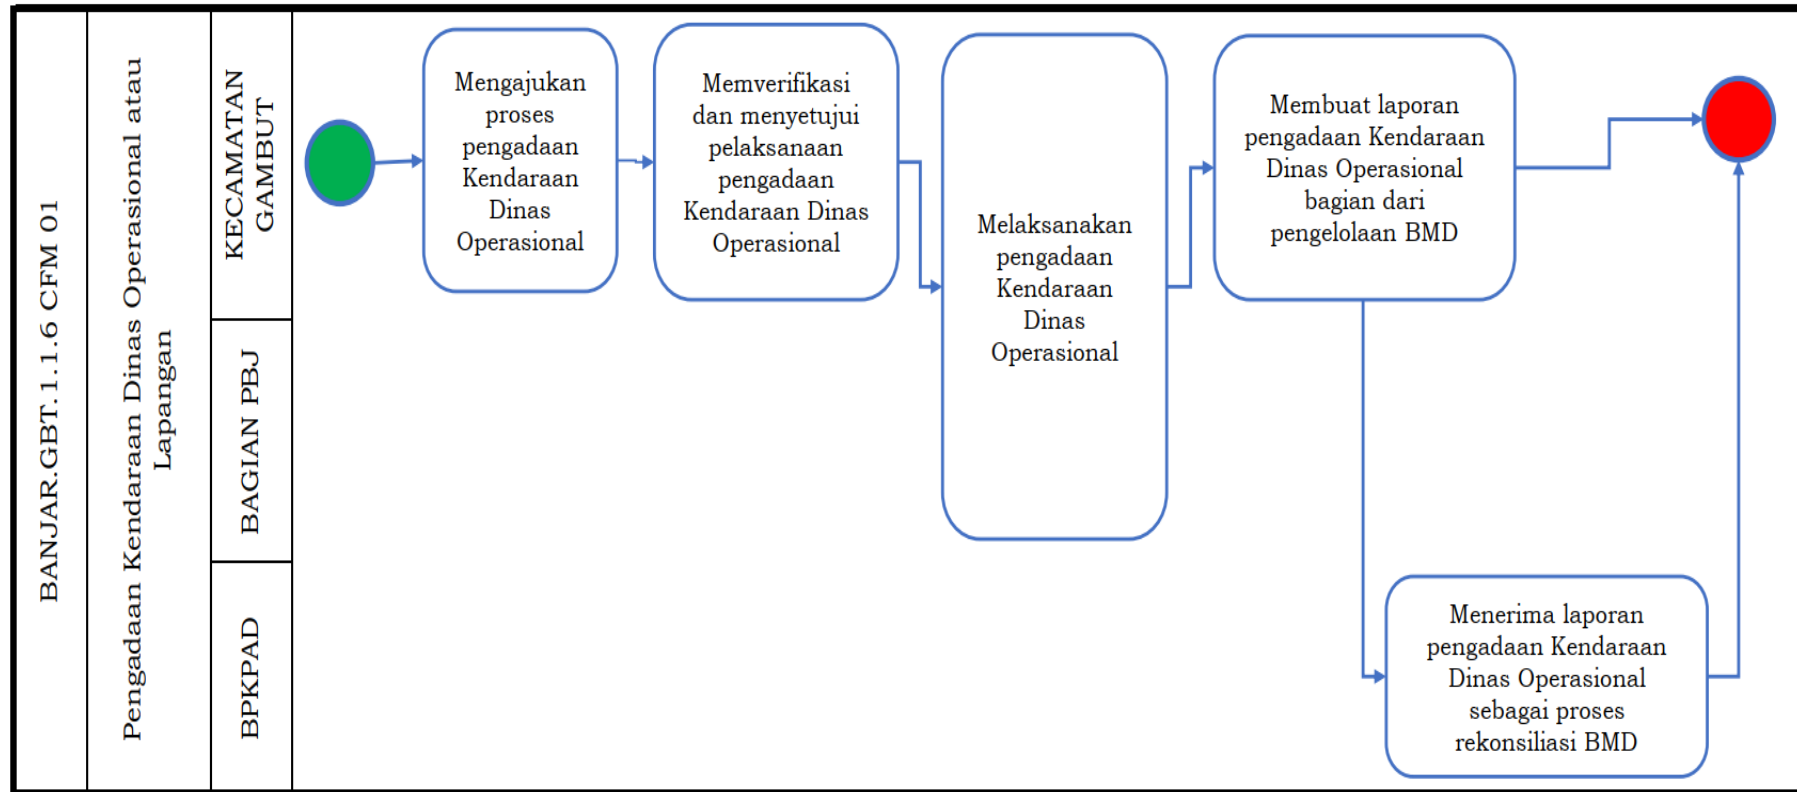 BANJAR.GBT.1.1.6 CFM 01
Pengadaan Kendaraan Dinas Operasional atau
Lapangan
KECAMATAN
GAMBUT
BAGIAN PBJ
BPKPAD
Mengajukan
proses
pengadaan
Kendaraan
Dinas
Operasional
Memverifikasi
dan menyetujui
pelaksanaan
pengadaan
Kendaraan Dinas
Operasional
Melaksanakan
pengadaan
Kendaraan
Dinas
Operasional
Membuat laporan
pengadaan Kendaraan
Dinas Operasional
bagian dari
pengelolaan BMD
Menerima laporan
pengadaan Kendaraan
Dinas Operasional
sebagai proses
rekonsiliasi BMD